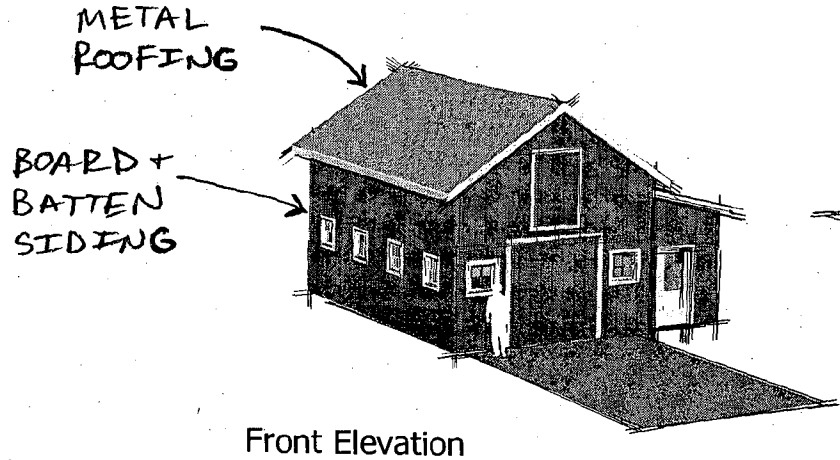 METAL
ROOFING
BOARD +
BATTEN
SIDING
Front Elevation